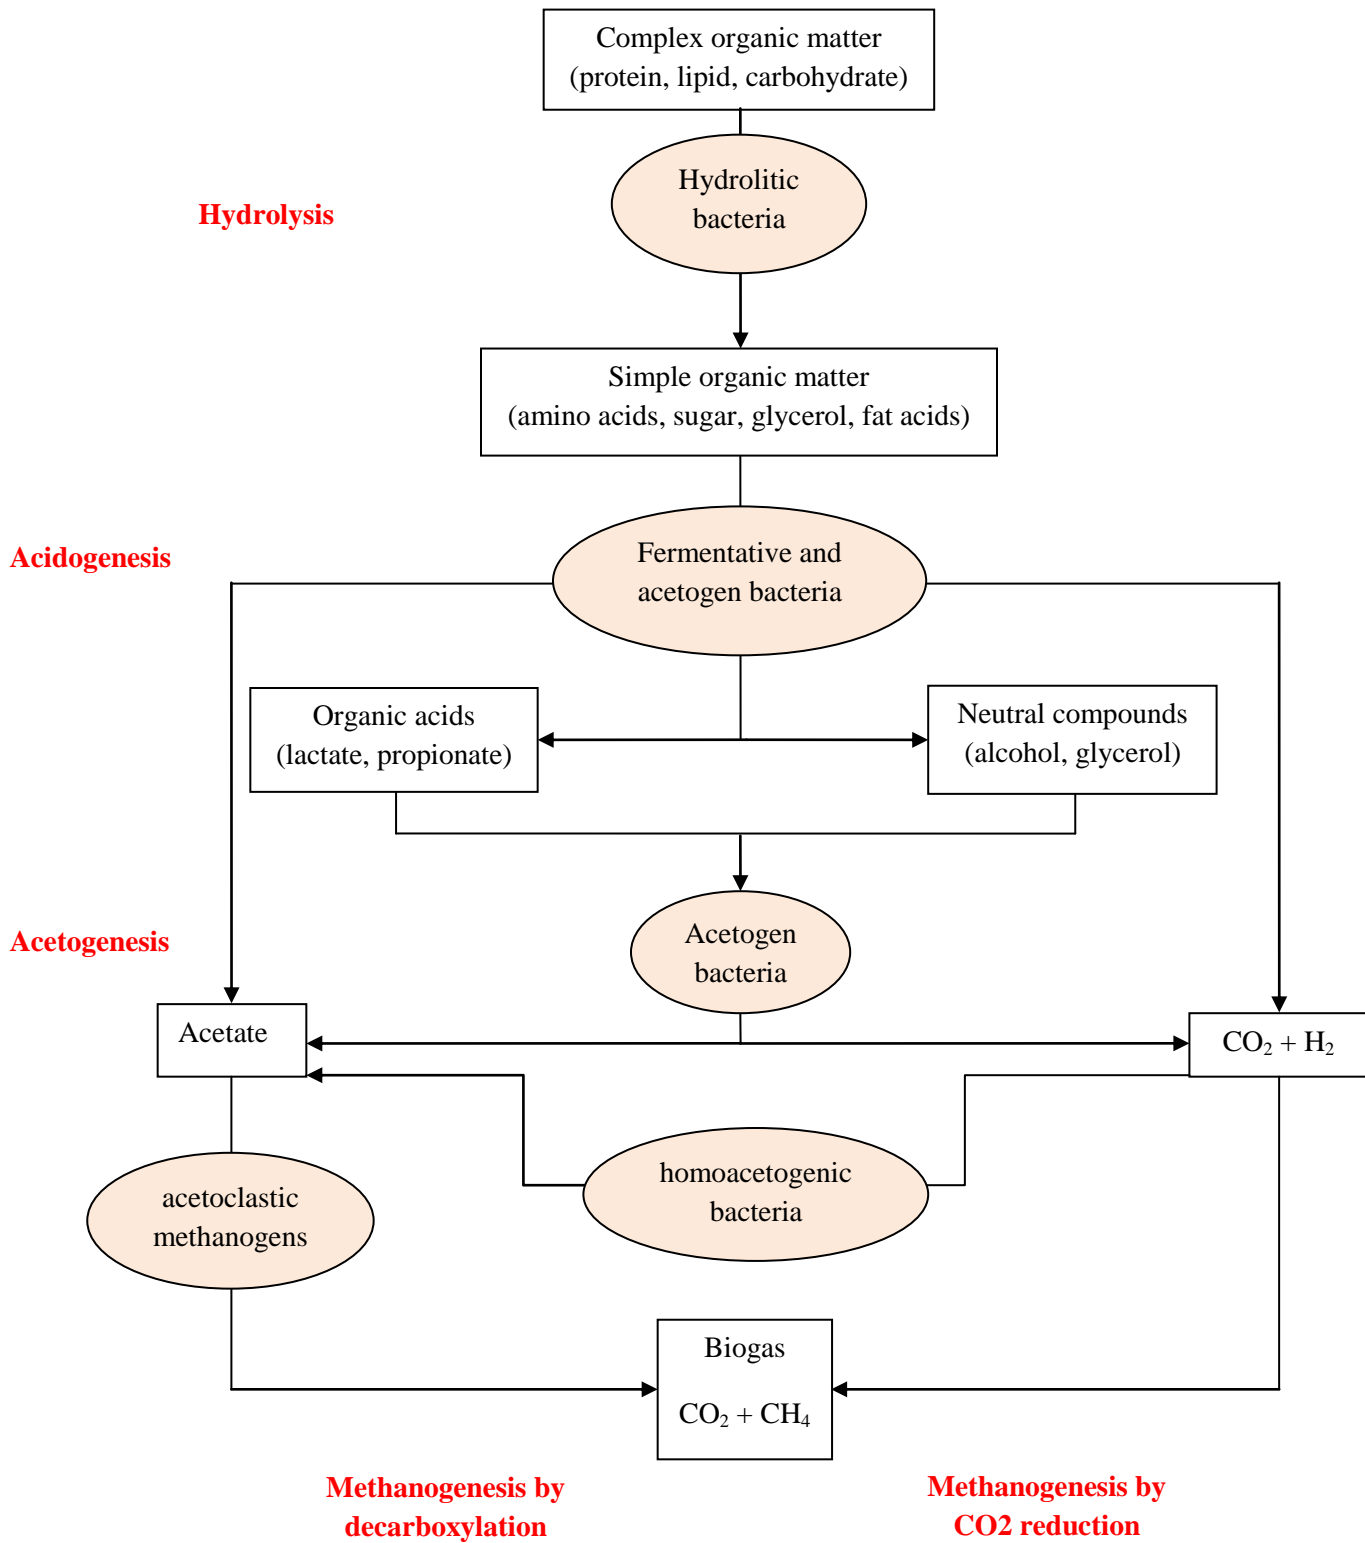 Complex organic matter
(protein, lipid, carbohydrate)
Hydrolitic
bacteria
Hydrolysis
Simple organic matter
(amino acids, sugar, glycerol, fat acids)
Acidogenesis
Fermentative and
acetogen bacteria
Organic acids
(lactate, propionate)
Neutral compounds
(alcohol, glycerol)
Acetogenesis
Acetogen
bacteria
Acetate
CO₂ + H₂
homoacetogenic
bacteria
acetoclastic
methanogens
Biogas
CO₂ + CH₄
Methanogenesis by
decarboxylation
Methanogenesis by
CO2 reduction